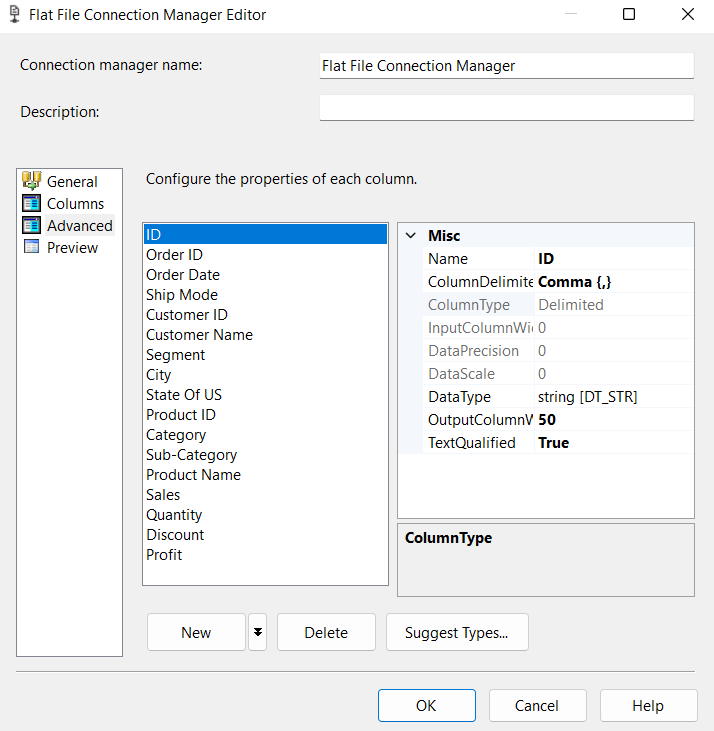 Flat File Connection Manager Editor
Connection manager name: Flat File Connection Manager
Description:
General
Columns
Advanced
Preview
Configure the properties of each column.
ID
Order ID
Order Date
Ship Mode
Customer ID
Customer Name
Segment
City
State Of US
Product ID
Category
Sub-Category
Product Name
Sales
Quantity
Discount
Profit
Misc
Name ID
ColumnDelimite Comma {,}
ColumnType Delimited
InputColumnWi 0
DataPrecision 0
DataScale 0
DataType string [DT_STR]
OutputColumnW 50
TextQualified True
ColumnType
New Delete Suggest Types...
OK Cancel Help